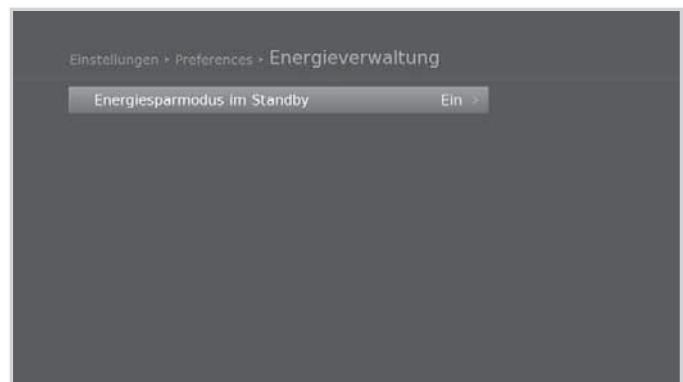 Einstellungen ‣ Preferences ‣ Energieverwaltung
Energiesparmodus im Standby Ein >